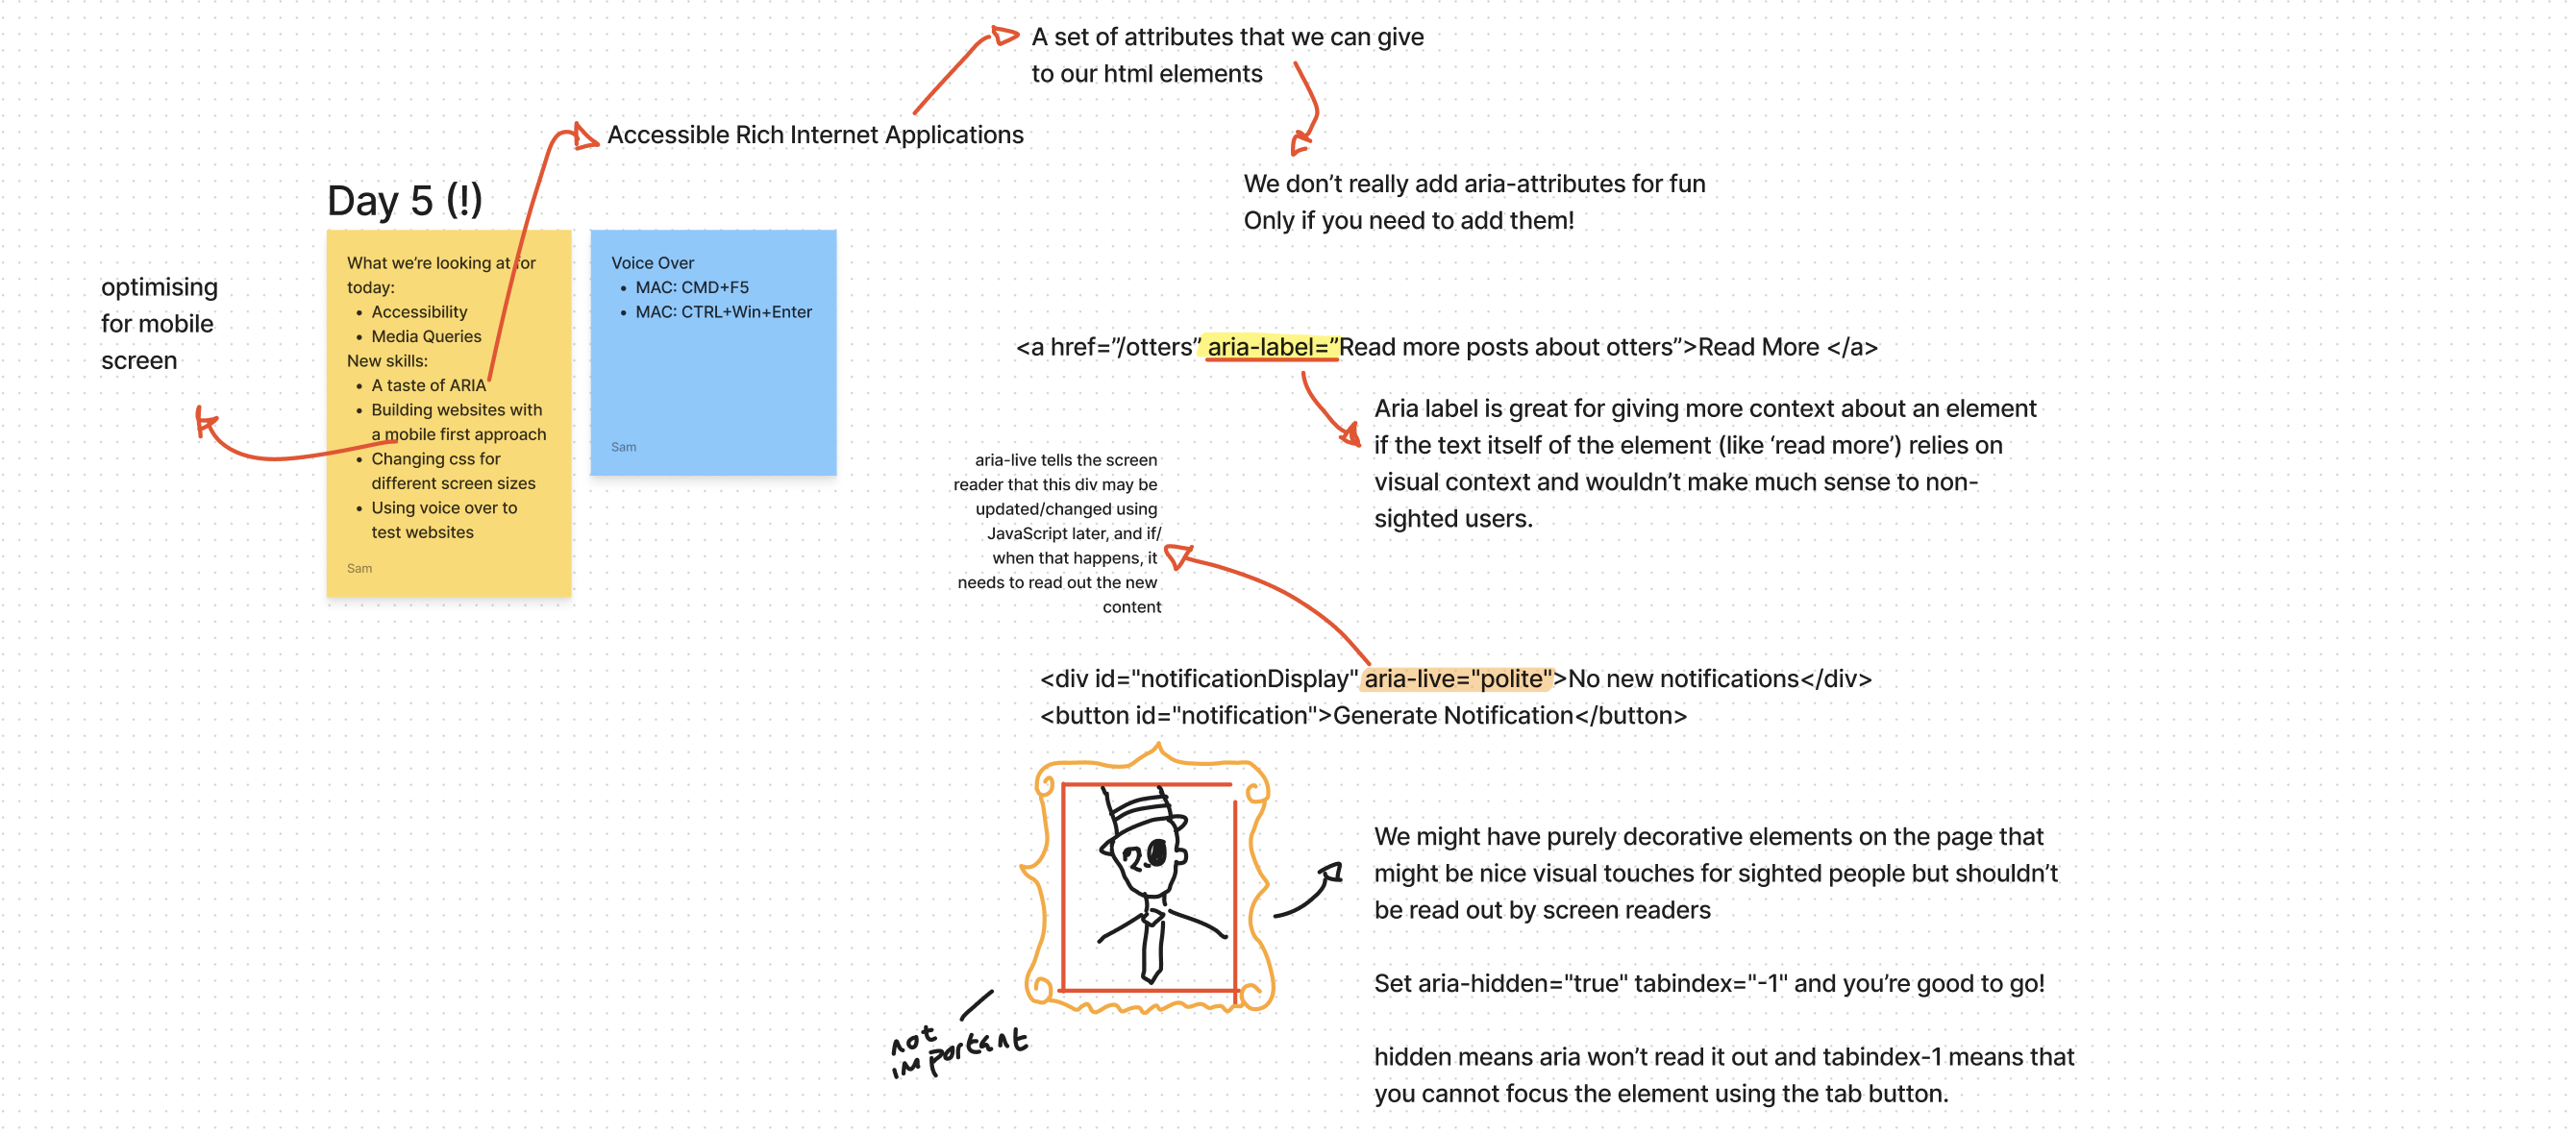 A set of attributes that we can give
to our html elements
Accessible Rich Internet Applications
We don’t really add aria-attributes for fun
Only if you need to add them!
Day 5 (!)
optimising
for mobile
screen
What we’re looking at for
today:
• Accessibility
• Media Queries
New skills:
• A taste of ARIA
• Building websites with
a mobile first approach
• Changing css for
different screen sizes
• Using voice over to
test websites
Sam
Voice Over
• MAC: CMD+F5
• MAC: CTRL+Win+Enter
Sam
<a href=”/otters” aria-label=”Read more posts about otters”>Read More </a>
Aria label is great for giving more context about an element
if the text itself of the element (like ‘read more’) relies on
visual context and wouldn’t make much sense to non-
sighted users.
aria-live tells the screen
reader that this div may be
updated/changed using
JavaScript later, and if/
when that happens, it
needs to read out the new
content
<div id="notificationDisplay" aria-live="polite">No new notifications</div>
<button id="notification">Generate Notification</button>
We might have purely decorative elements on the page that
might be nice visual touches for sighted people but shouldn’t
be read out by screen readers
Set aria-hidden="true" tabindex="-1" and you’re good to go!
hidden means aria won’t read it out and tabindex-1 means that
you cannot focus the element using the tab button.
not
important